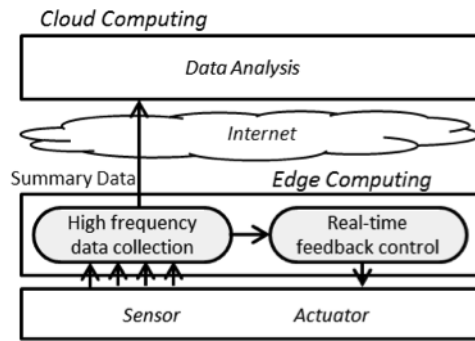 Cloud Computing
Data Analysis
Internet
Summary Data
Edge Computing
High frequency
data collection
Real-time
feedback control
Sensor
Actuator